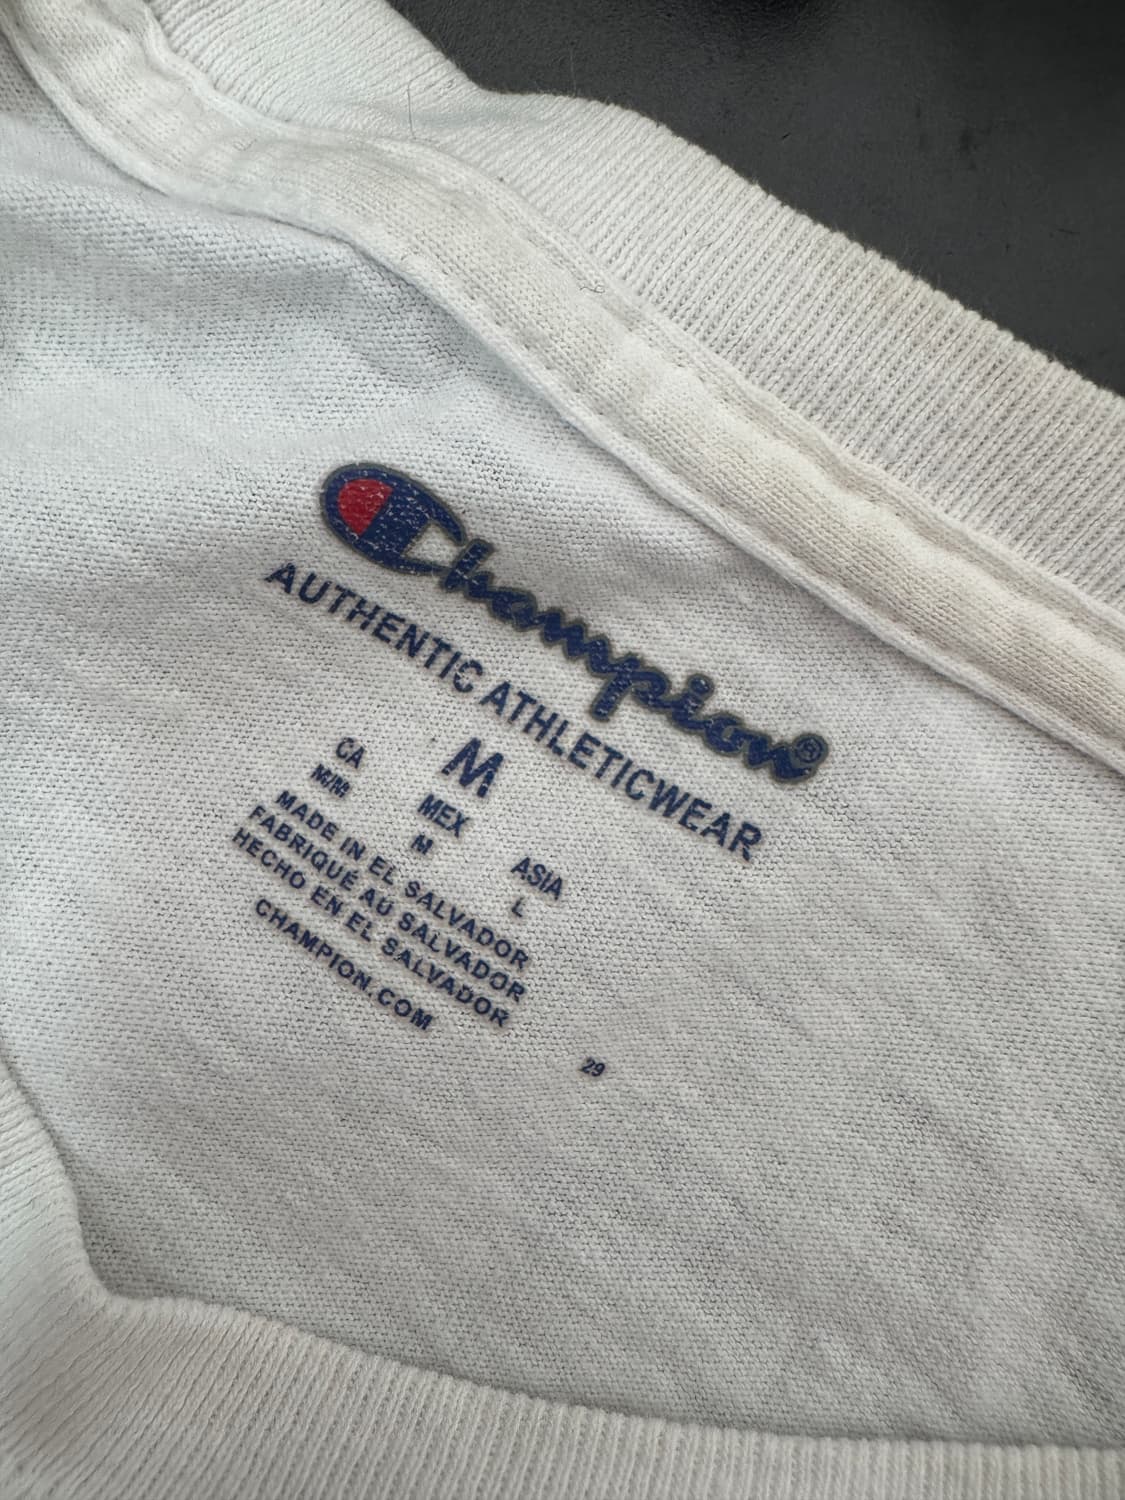 Champion®
AUTHENTIC ATHLETICWEAR
M
CA MEX ASIA
M/M M L
MADE IN EL SALVADOR
FABRIQUÉ AU SALVADOR
HECHO EN EL SALVADOR
CHAMPION.COM
29